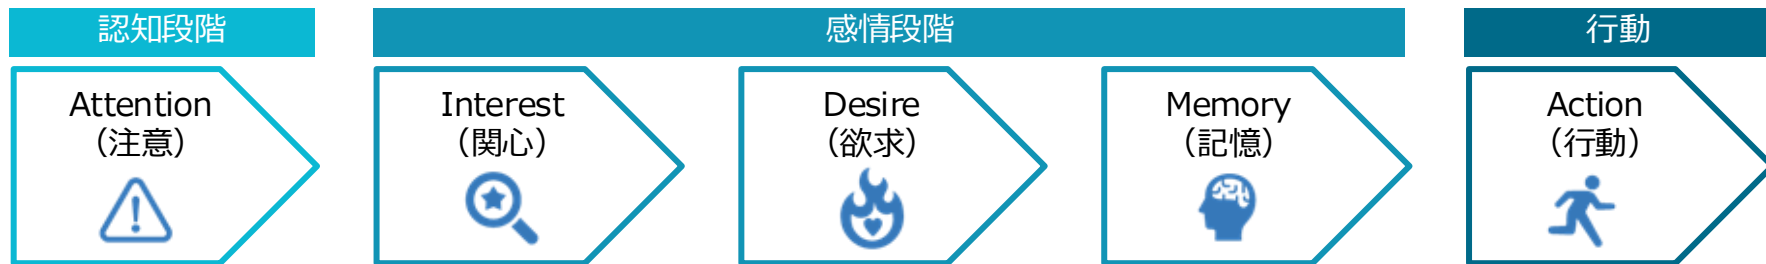 認知段階
感情段階
行動
Attention
（注意）
Interest
（関心）
Desire
（欲求）
Memory
（記憶）
Action
（行動）